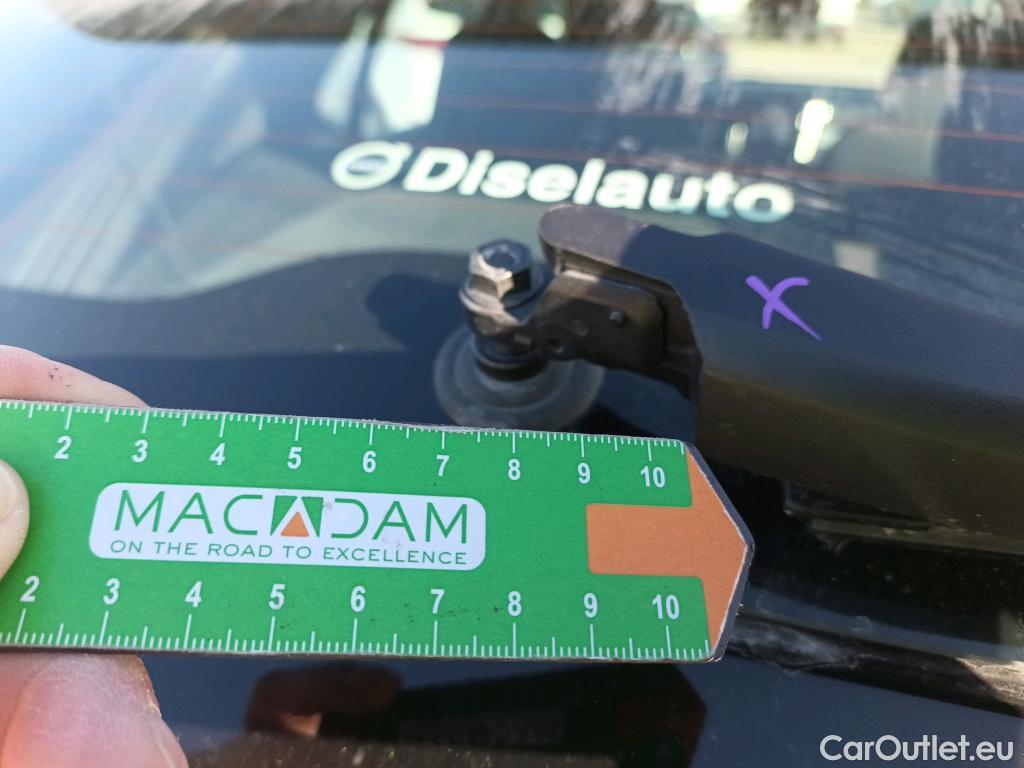 Diselauto
X
2 3 4 5 6 7 8 9 10
MACADAM
ON THE ROAD TO EXCELLENCE
2 3 4 5 6 7 8 9 10
CarOutlet.eu